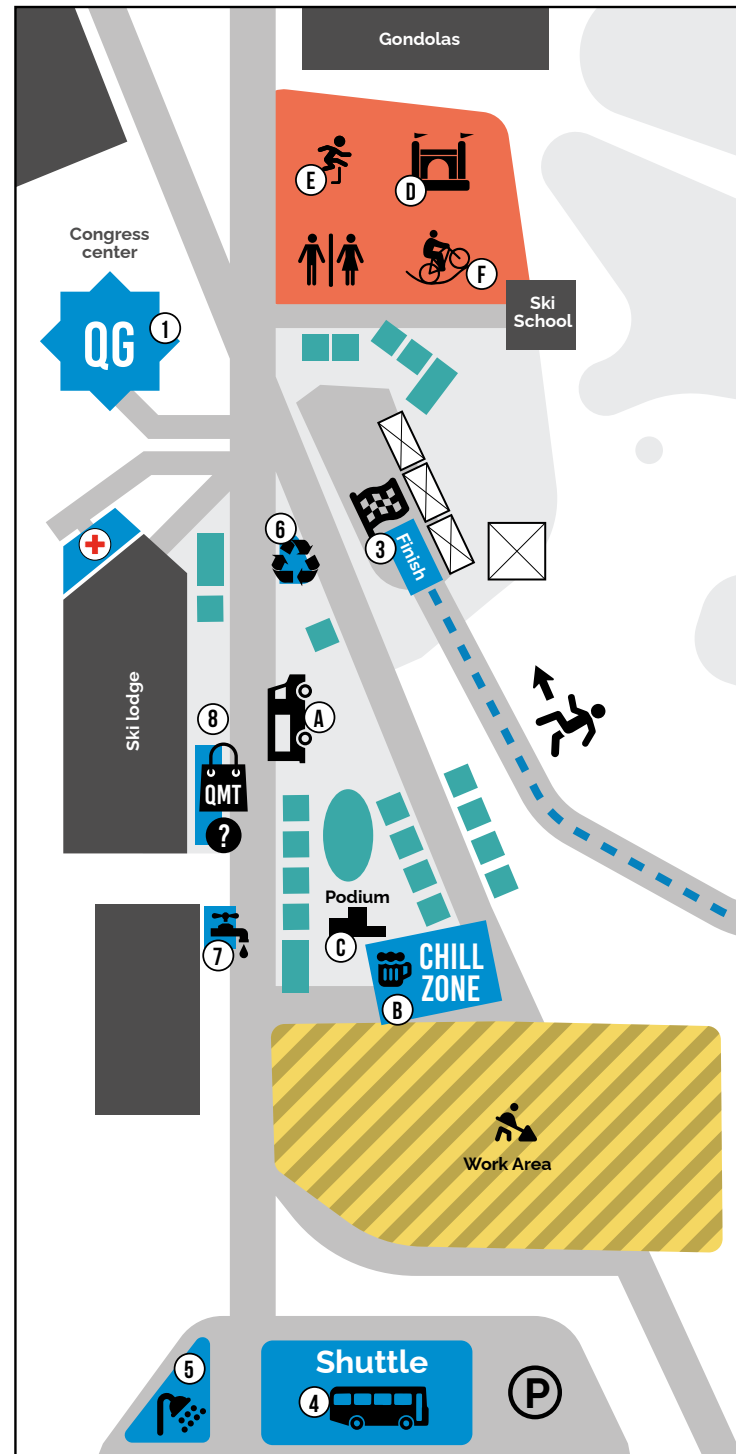 Gondolas
E
D
F
Congress
center
QG
1
Ski
School
6
3
Finish
Ski lodge
8
A
QMT
?
Podium
7
C
CHILL
ZONE
B
Work Area
Shuttle
5
4
P